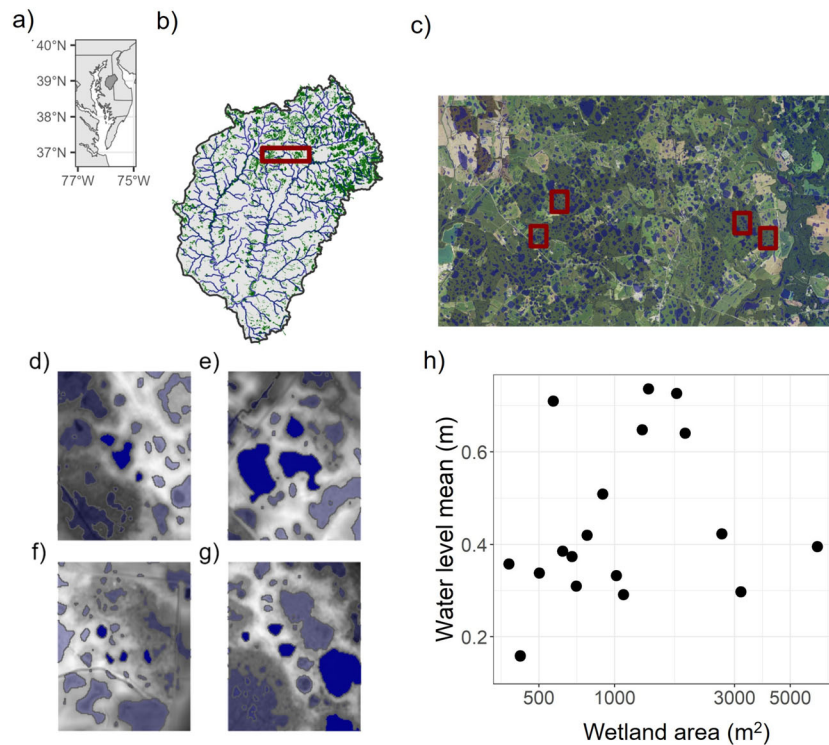 a)
b)
c)
40°N
39°N
38°N
37°N
77°W
75°W
d)
e)
f)
g)
h)
Water level mean (m)
0.6
0.4
0.2
500
1000
3000
5000
Wetland area (m²)